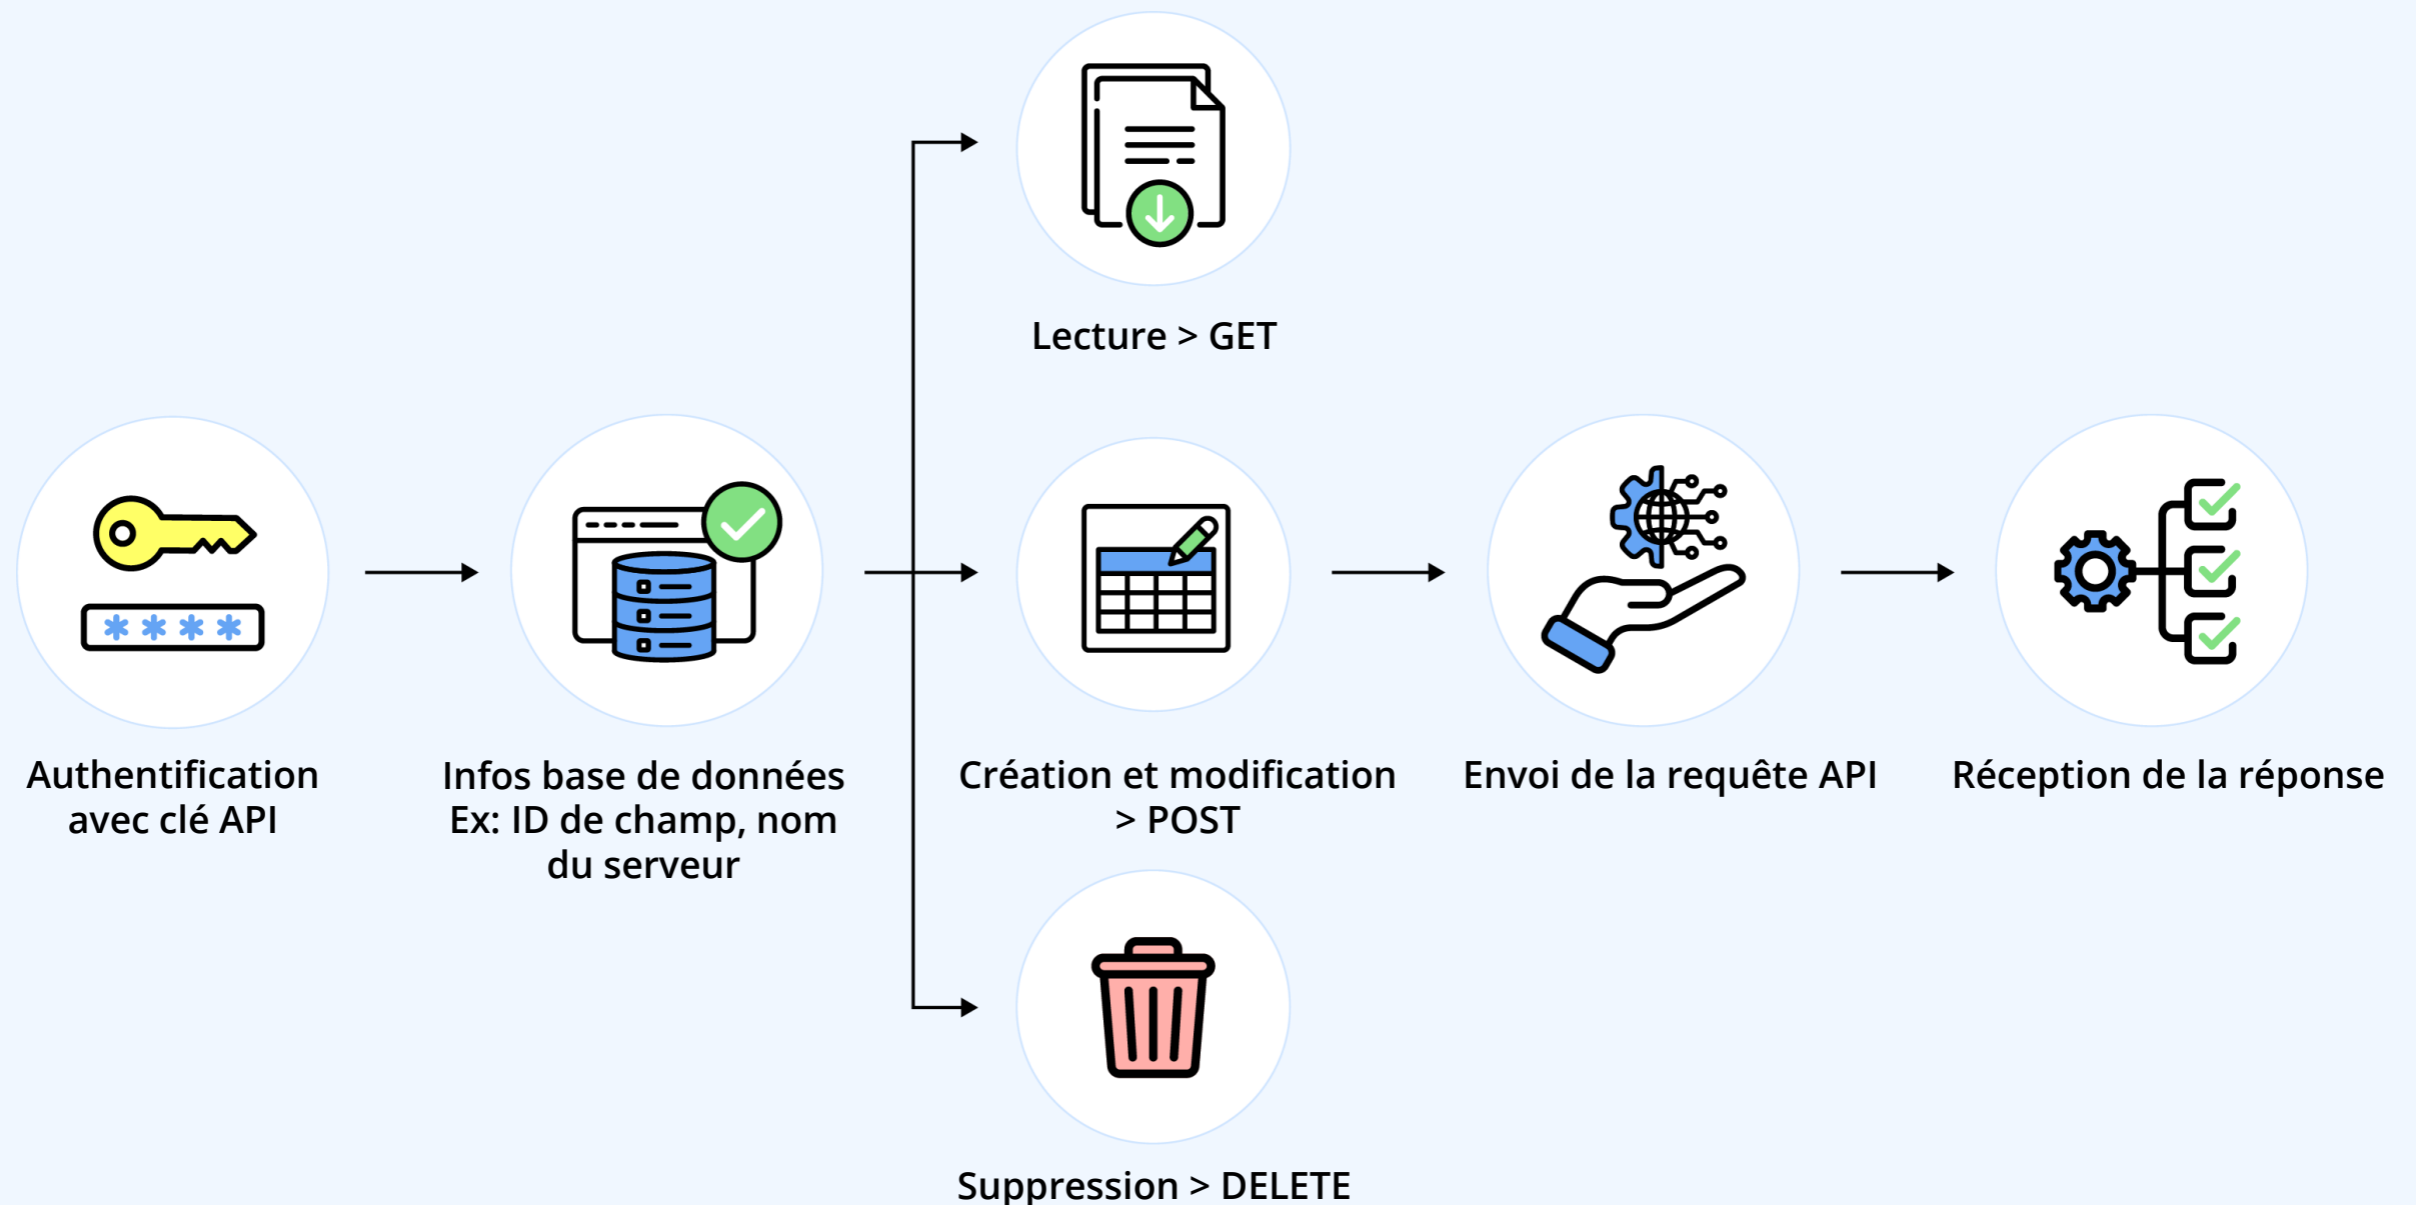 Lecture > GET
Authentification
avec clé API
Infos base de données
Ex: ID de champ, nom
du serveur
Création et modification
> POST
Envoi de la requête API
Réception de la réponse
Suppression > DELETE